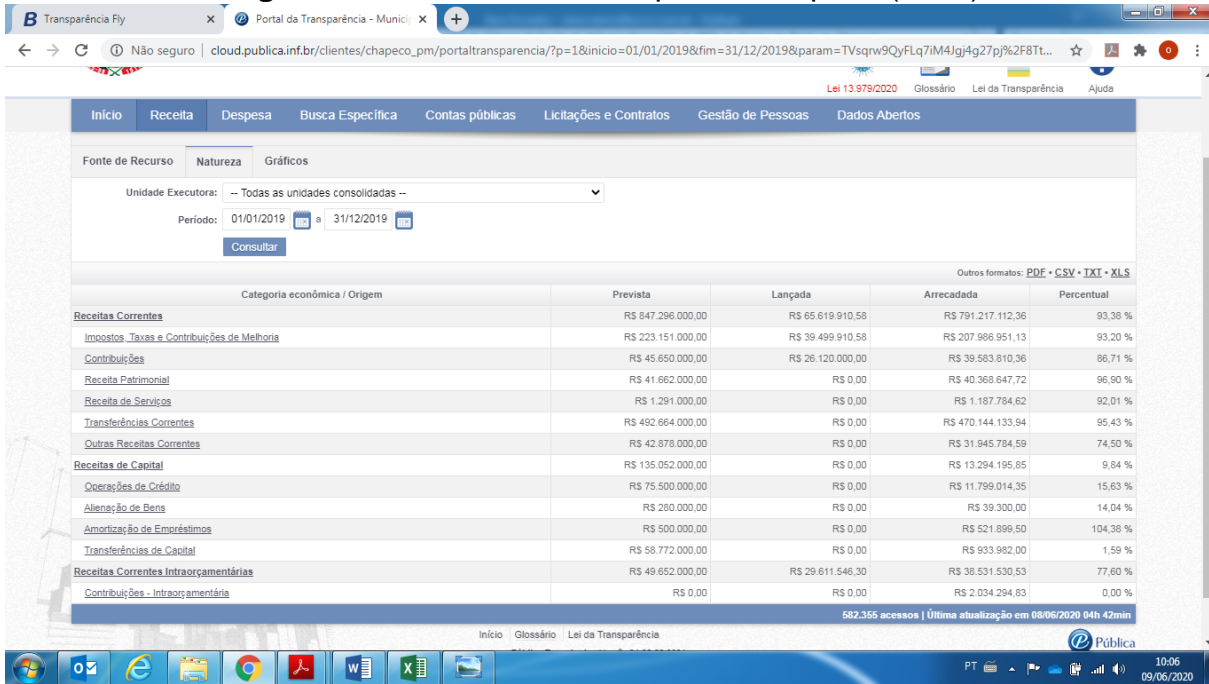 Transparência Fly × Portal da Transparência - Municíp × +
Não seguro | cloud.publica.inf.br/clientes/chapeco_pm/portaltransparencia/?p=1&inicio=01/01/2019&fim=31/12/2019&param=TVsqrw9QyFLq7iM4Jgj4g27pj%2F8Tt...
Lei 13.979/2020 Glossário Lei da Transparência Ajuda
Início Receita Despesa Busca Específica Contas públicas Licitações e Contratos Gestão de Pessoas Dados Abertos
Fonte de Recurso Natureza Gráficos
Unidade Executora: -- Todas as unidades consolidadas --
Período: 01/01/2019 a 31/12/2019
Consultar
Outros formatos: PDF • CSV • TXT • XLS
Categoria econômica / Origem Prevista Lançada Arrecadada Percentual
Receitas Correntes R$ 847.296.000,00 R$ 65.619.910,58 R$ 791.217.112,36 93,38 %
Impostos, Taxas e Contribuições de Melhoria R$ 223.151.000,00 R$ 39.499.910,58 R$ 207.986.951,13 93,20 %
Contribuições R$ 45.650.000,00 R$ 26.120.000,00 R$ 39.583.810,36 86,71 %
Receita Patrimonial R$ 41.662.000,00 R$ 0,00 R$ 40.368.647,72 96,90 %
Receita de Serviços R$ 1.291.000,00 R$ 0,00 R$ 1.187.784,62 92,01 %
Transferências Correntes R$ 492.664.000,00 R$ 0,00 R$ 470.144.133,94 95,43 %
Outras Receitas Correntes R$ 42.878.000,00 R$ 0,00 R$ 31.945.784,59 74,50 %
Receitas de Capital R$ 135.052.000,00 R$ 0,00 R$ 13.294.195,85 9,84 %
Operações de Crédito R$ 75.500.000,00 R$ 0,00 R$ 11.799.014,35 15,63 %
Alienação de Bens R$ 280.000,00 R$ 0,00 R$ 39.300,00 14,04 %
Amortização de Empréstimos R$ 500.000,00 R$ 0,00 R$ 521.899,50 104,38 %
Transferências de Capital R$ 58.772.000,00 R$ 0,00 R$ 933.982,00 1,59 %
Receitas Correntes Intraorçamentárias R$ 49.652.000,00 R$ 29.611.546,30 R$ 38.531.530,53 77,60 %
Contribuições - Intraorçamentária R$ 0,00 R$ 0,00 R$ 2.034.294,83 0,00 %
582.355 acessos | Última atualização em 08/06/2020 04h 42min
Início Glossário Lei da Transparência
Pública
PT
10:06
09/06/2020